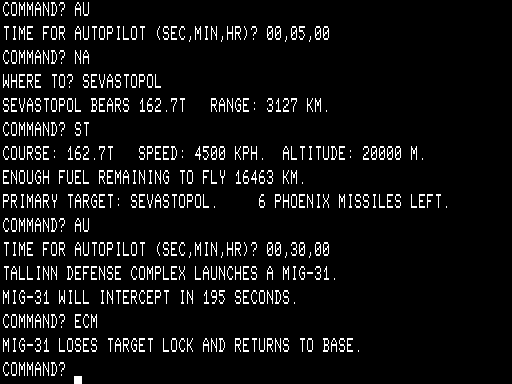 COMMAND? AU
TIME FOR AUTOPILOT (SEC,MIN,HR)? 00,05,00
COMMAND? NA
WHERE TO? SEVASTOPOL
SEVASTOPOL BEARS 162.7T   RANGE: 3127 KM.
COMMAND? ST
COURSE: 162.7T   SPEED: 4500 KPH.  ALTITUDE: 20000 M.
ENOUGH FUEL REMAINING TO FLY 16463 KM.
PRIMARY TARGET: SEVASTOPOL.     6 PHOENIX MISSILES LEFT.
COMMAND? AU
TIME FOR AUTOPILOT (SEC,MIN,HR)? 00,30,00
TALLINN DEFENSE COMPLEX LAUNCHES A MIG-31.
MIG-31 WILL INTERCEPT IN 195 SECONDS.
COMMAND? ECM
MIG-31 LOSES TARGET LOCK AND RETURNS TO BASE.
COMMAND?